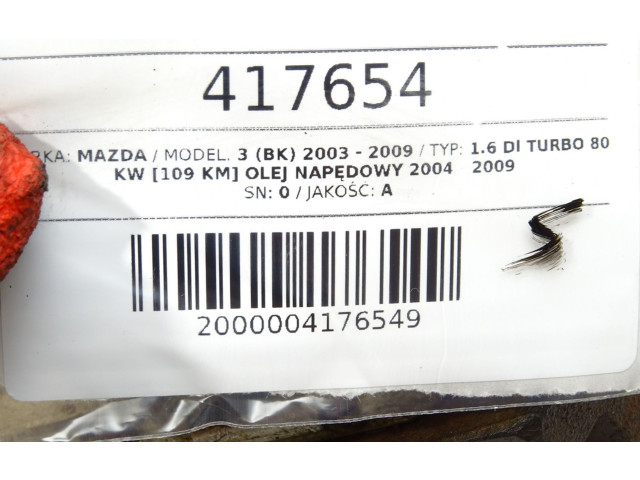 417654
MAZDA / MODEL. 3 (BK) 2003 - 2009 / TYP: 1.6 DI TURBO 80
KW [109 KM] OLEJ NAPĘDOWY 2004 2009
SN: 0 / JAKOŚĆ: A
2000004176549